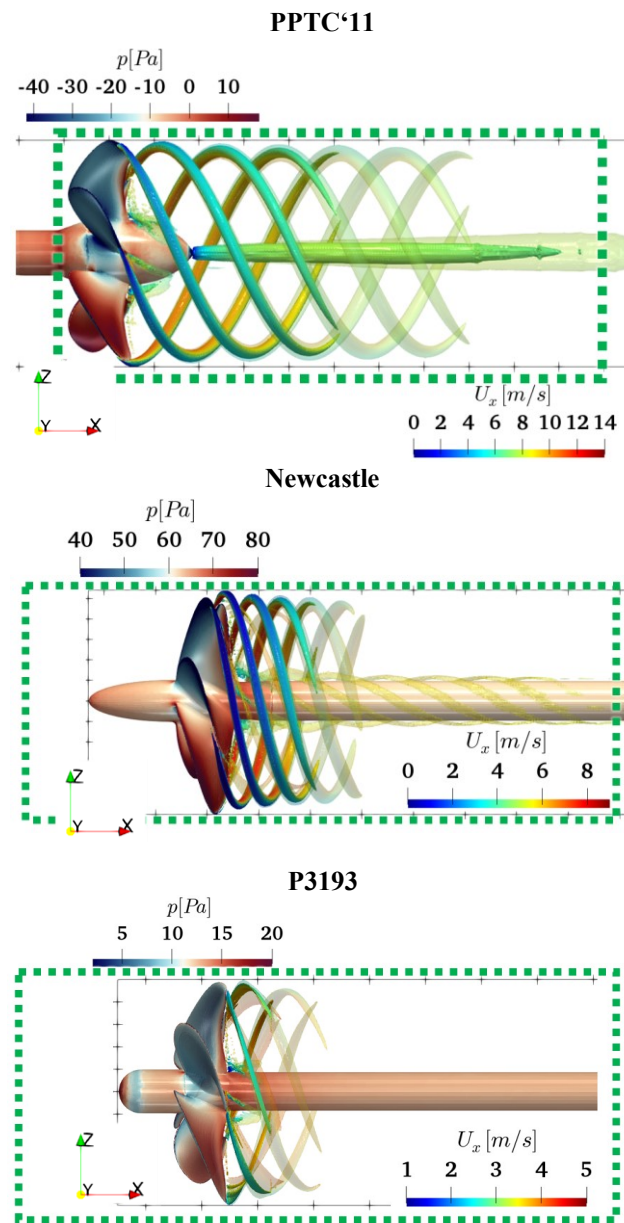 PPTC‘11
p[Pa]
-40 -30 -20 -10 0 10
Z
Y X
U_x [m/s]
0 2 4 6 8 10 12 14
Newcastle
p[Pa]
40 50 60 70 80
U_x [m/s]
0 2 4 6 8
Z
Y X
P3193
p[Pa]
5 10 15 20
Z
Y X
U_x [m/s]
1 2 3 4 5